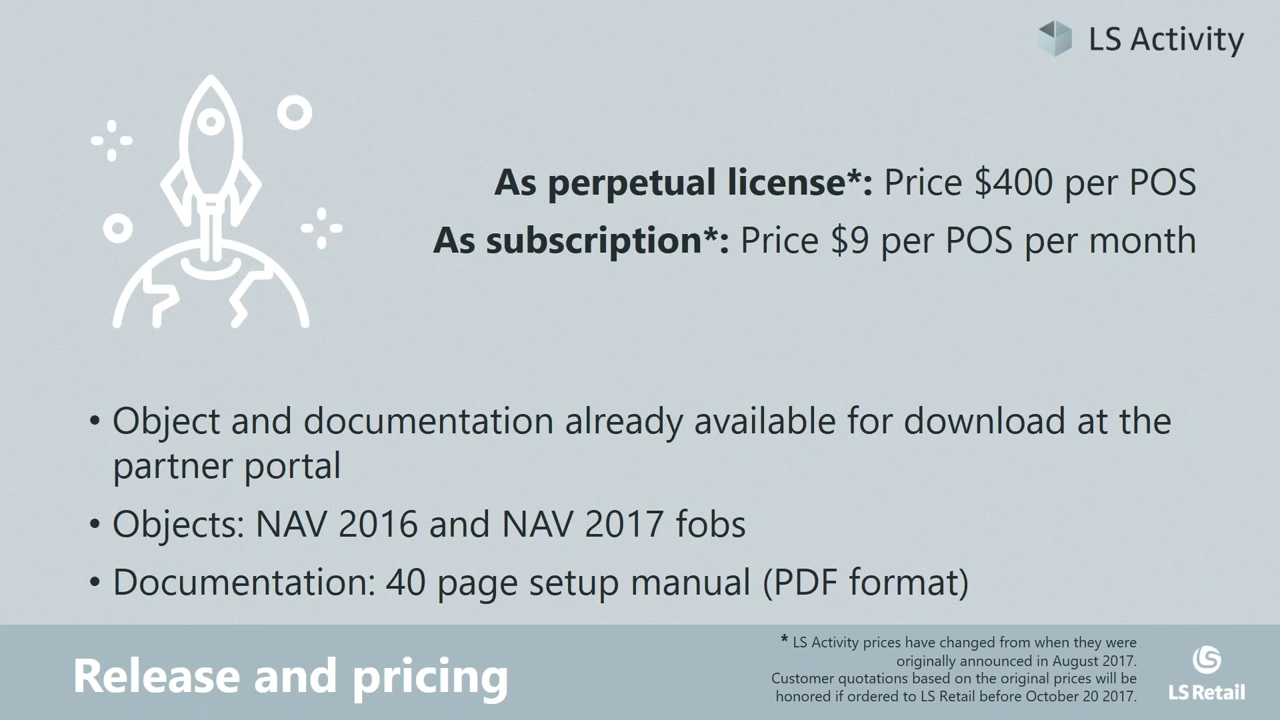 LS Activity
As perpetual license*: Price $400 per POS
As subscription*: Price $9 per POS per month
• Object and documentation already available for download at the
partner portal
• Objects: NAV 2016 and NAV 2017 fobs
• Documentation: 40 page setup manual (PDF format)
Release and pricing
* LS Activity prices have changed from when they were
originally announced in August 2017.
Customer quotations based on the original prices will be
honored if ordered to LS Retail before October 20 2017.
LS Retail